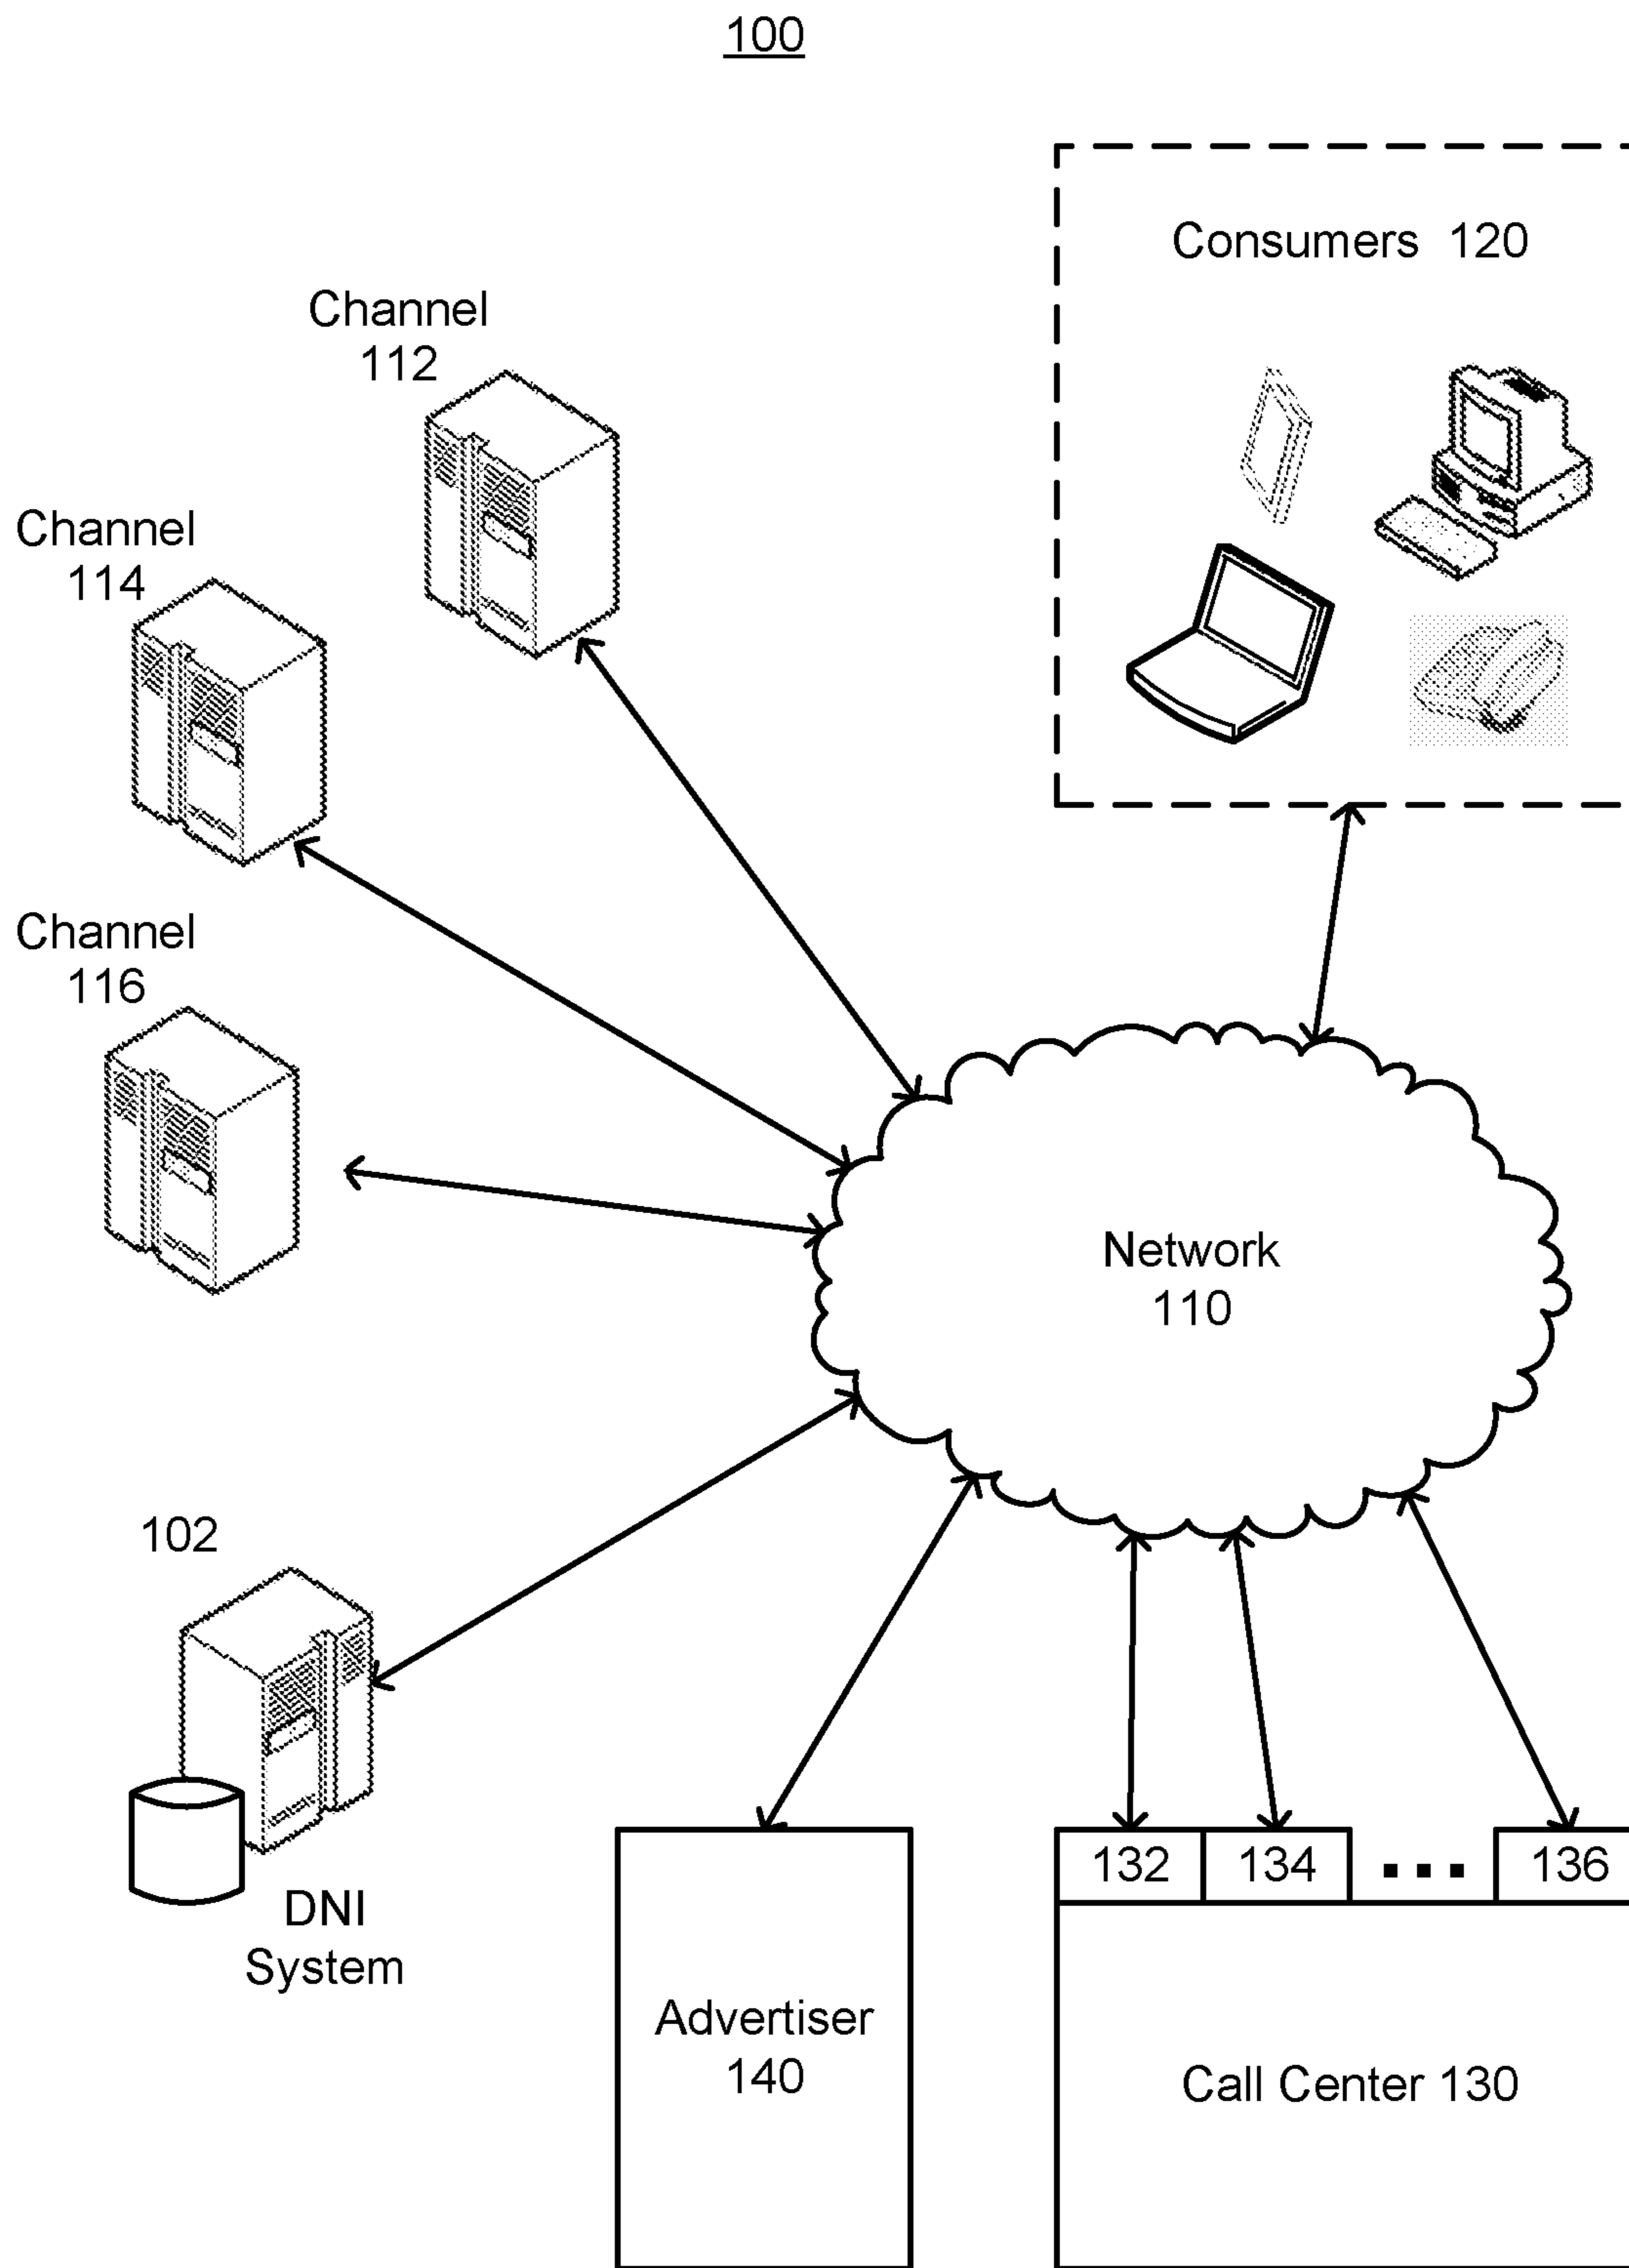 100
Consumers 120
Channel
112
Channel
114
Channel
116
Network
110
102
DNI
System
Advertiser
140
132
134
...
136
Call Center 130